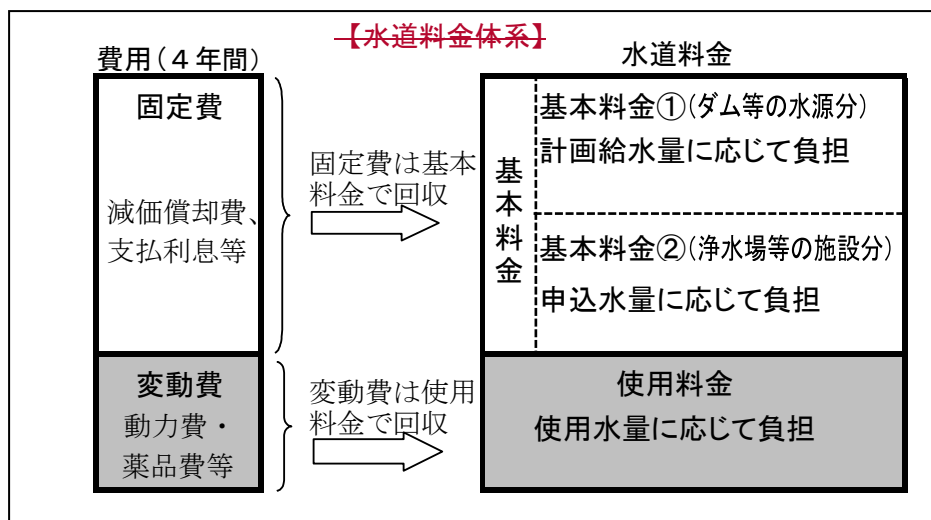 【水道料金体系】
費用(４年間)
水道料金
固定費
減価償却費、
支払利息等
固定費は基本
料金で回収
基本料金
基本料金①(ダム等の水源分)
計画給水量に応じて負担
基本料金②(浄水場等の施設分)
申込水量に応じて負担
変動費
動力費・
薬品費等
変動費は使用
料金で回収
使用料金
使用水量に応じて負担